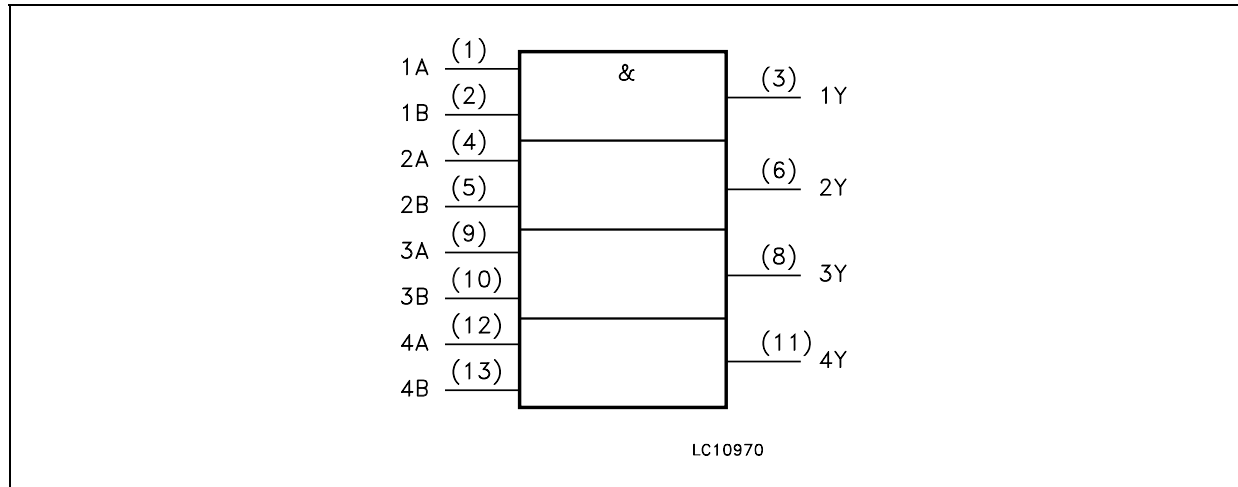 1A (1) & (3) 1Y
1B (2)
2A (4) (6) 2Y
2B (5)
3A (9) (8) 3Y
3B (10)
4A (12) (11) 4Y
4B (13)
LC10970